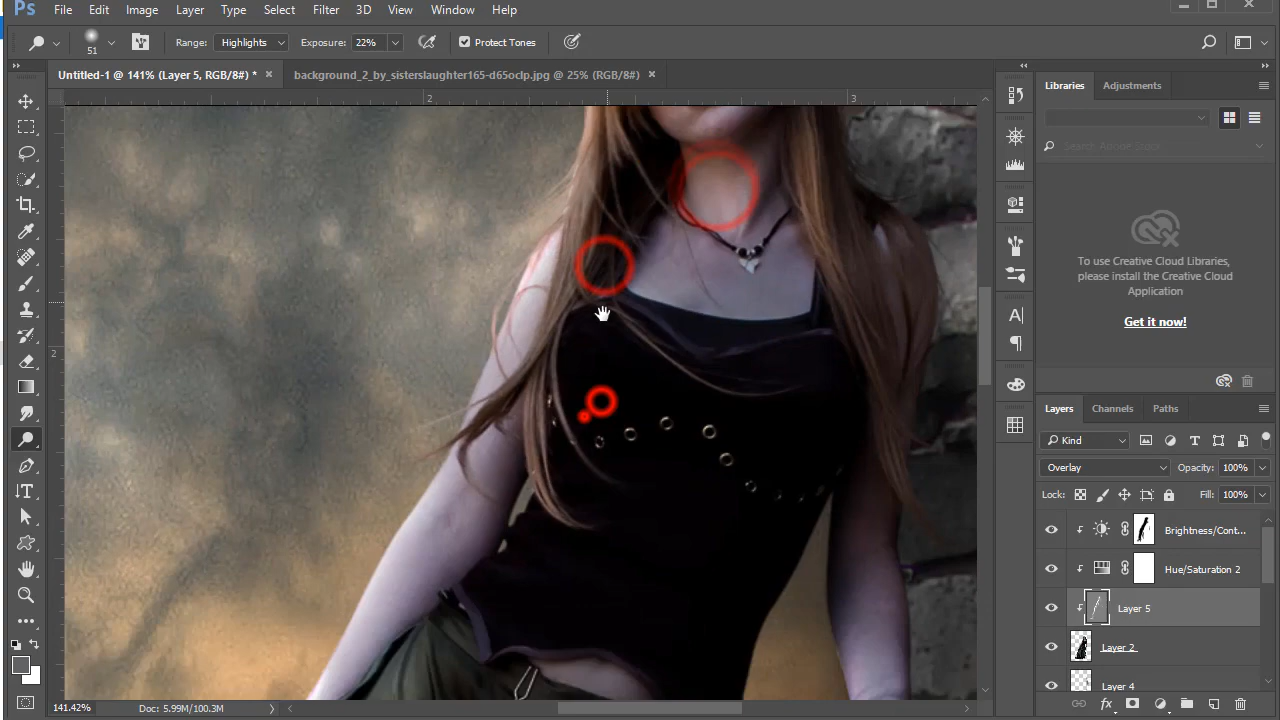 Ps File Edit Image Layer Type Select Filter 3D View Window Help
51 Range: Highlights Exposure: 22% Protect Tones
Untitled-1 @ 141% (Layer 5, RGB/8#) * × background_2_by_sisterslaughter165-d65oclp.jpg @ 25% (RGB/8#) ×
2 3
2
Libraries Adjustments
Search Adobe Stock
To use Creative Cloud Libraries,
please install the Creative Cloud
Application
Get it now!
Layers Channels Paths
Kind
Overlay Opacity: 100%
Lock: Fill: 100%
Brightness/Cont...
Hue/Saturation 2
Layer 5
Layer 2
Layer 4
141.42% Doc: 5.99M/100.3M